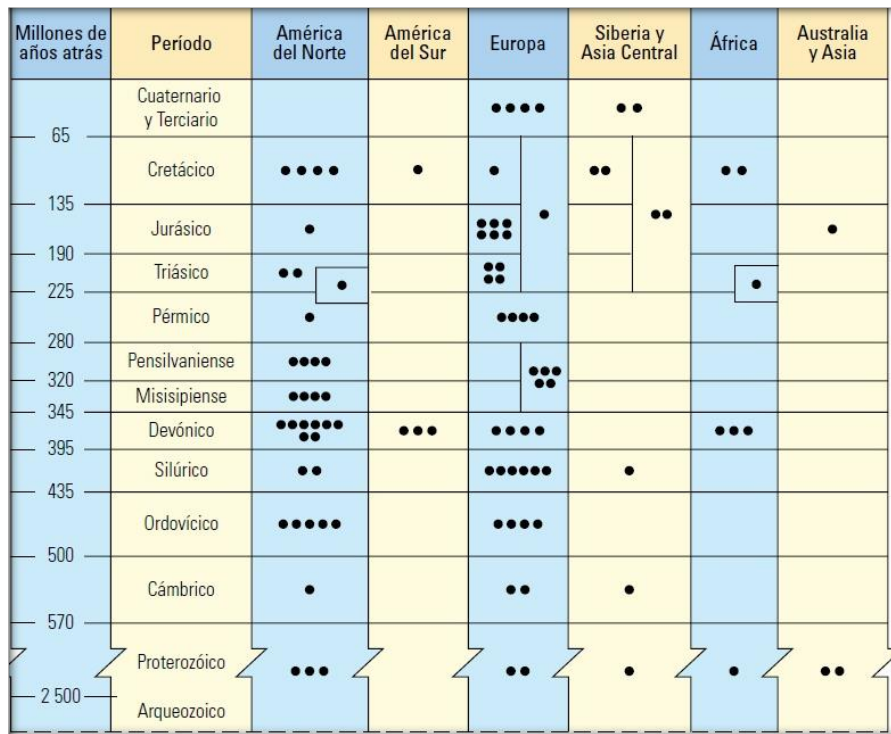 Millones de
años atrás
Período
América
del Norte
América
del Sur
Europa
Siberia y
Asia Central
África
Australia
y Asia
Cuaternario
y Terciario
65
Cretácico
135
Jurásico
190
Triásico
225
Pérmico
280
Pensilvaniense
320
Misisipiense
345
Devónico
395
Silúrico
435
Ordovícico
500
Cámbrico
570
Proterozóico
2 500
Arqueozoico